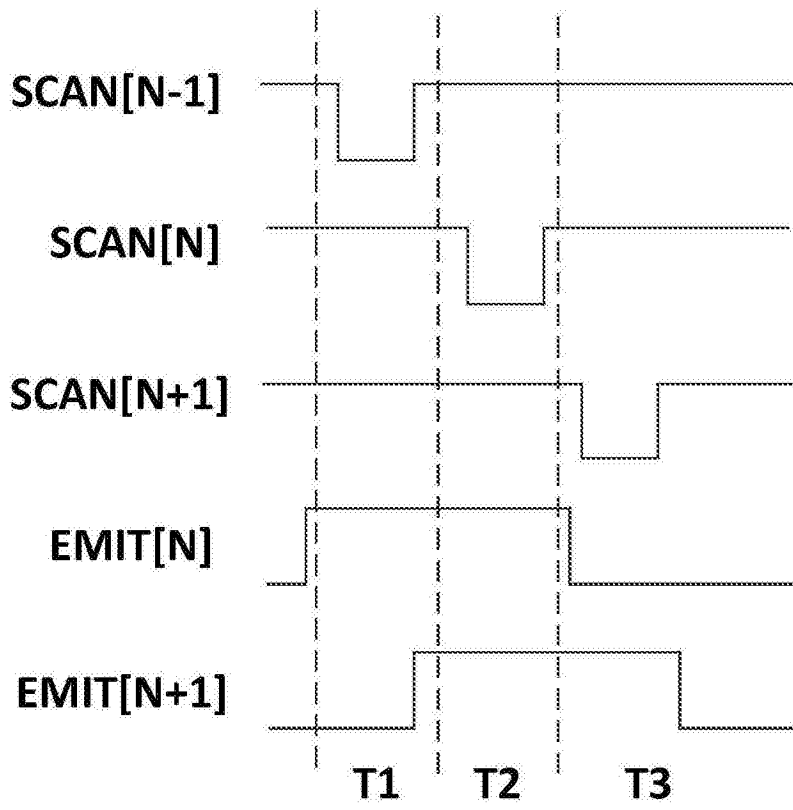 SCAN[N-1]
SCAN[N]
SCAN[N+1]
EMIT[N]
EMIT[N+1]
T1 T2 T3